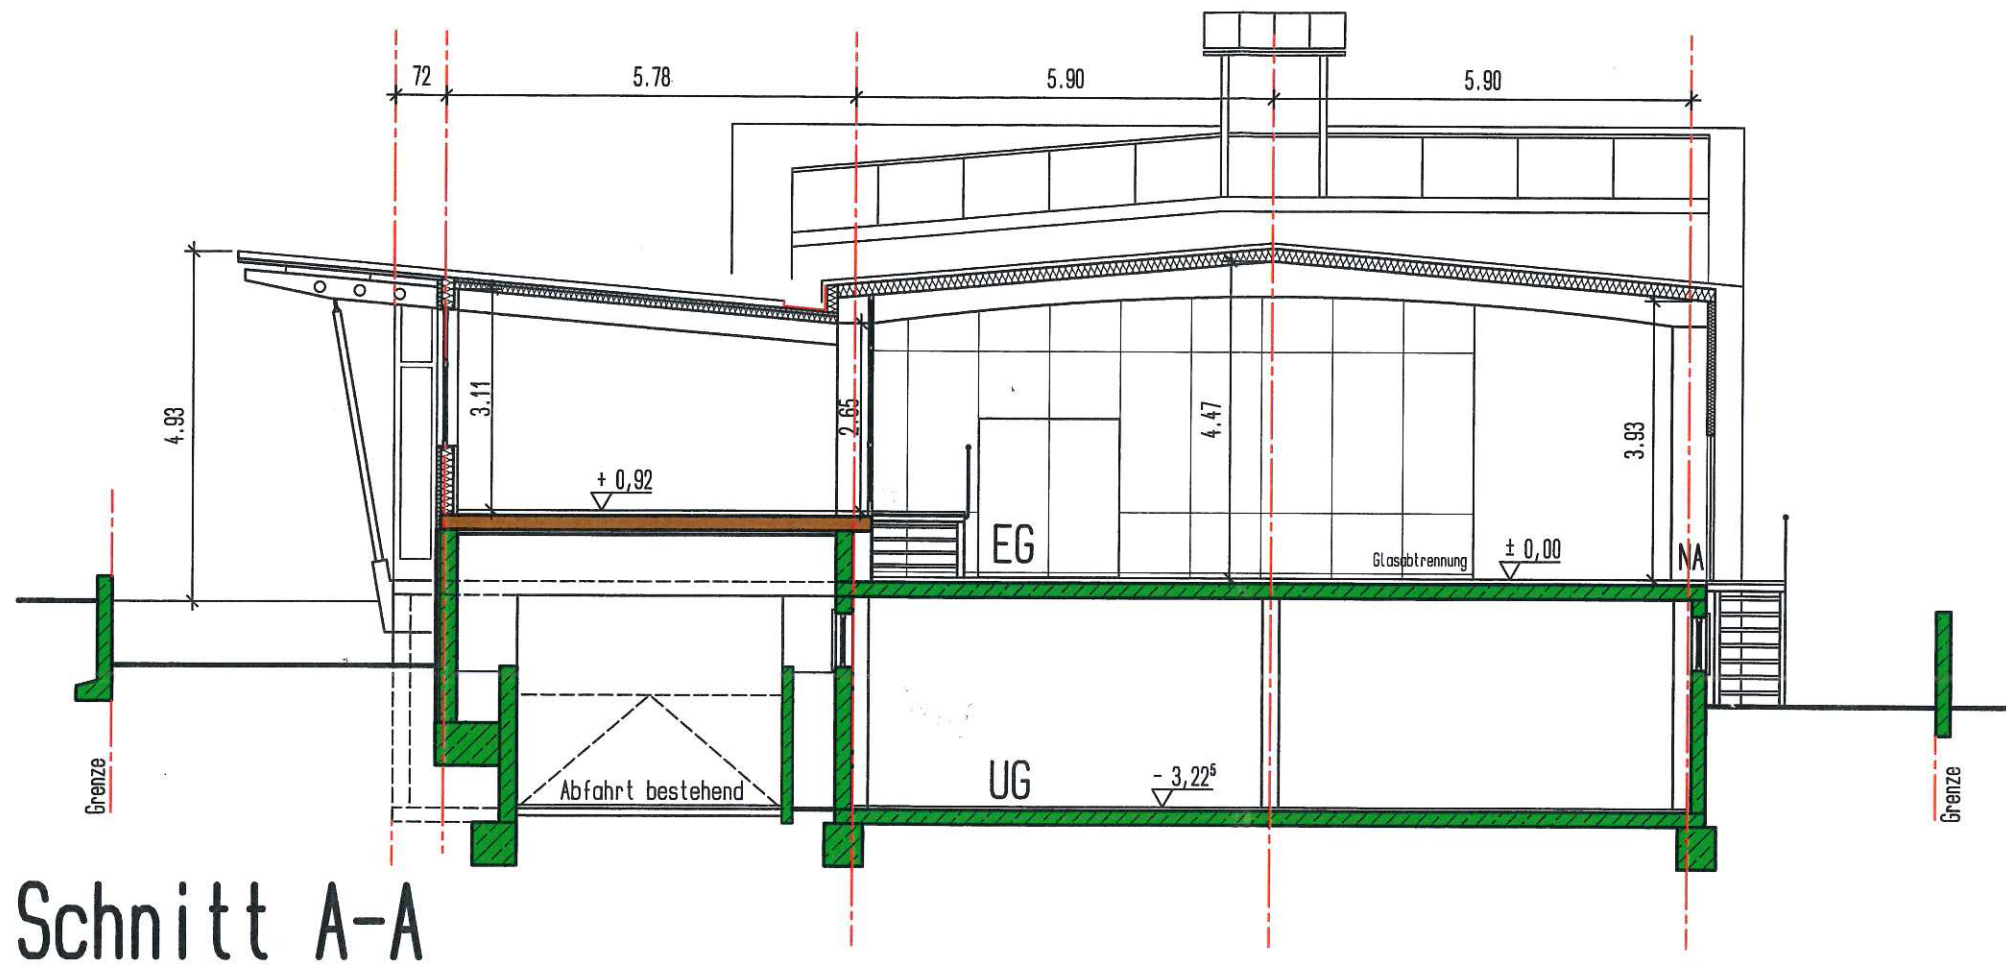 72
5.78
5.90
5.90
4.93
3.11
2.65
4.47
3.93
+ 0,92
EG
Glasabtrennung
± 0,00
NA
Grenze
Abfahrt bestehend
UG
- 3,22⁵
Grenze
Schnitt A-A